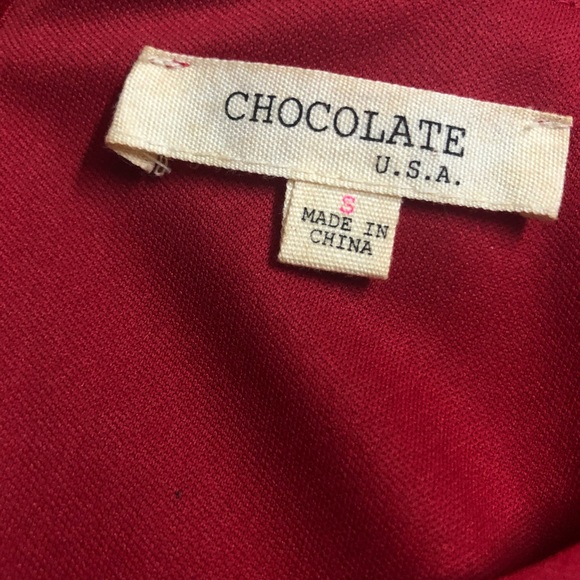 CHOCOLATE
U.S.A.
S
MADE IN
CHINA